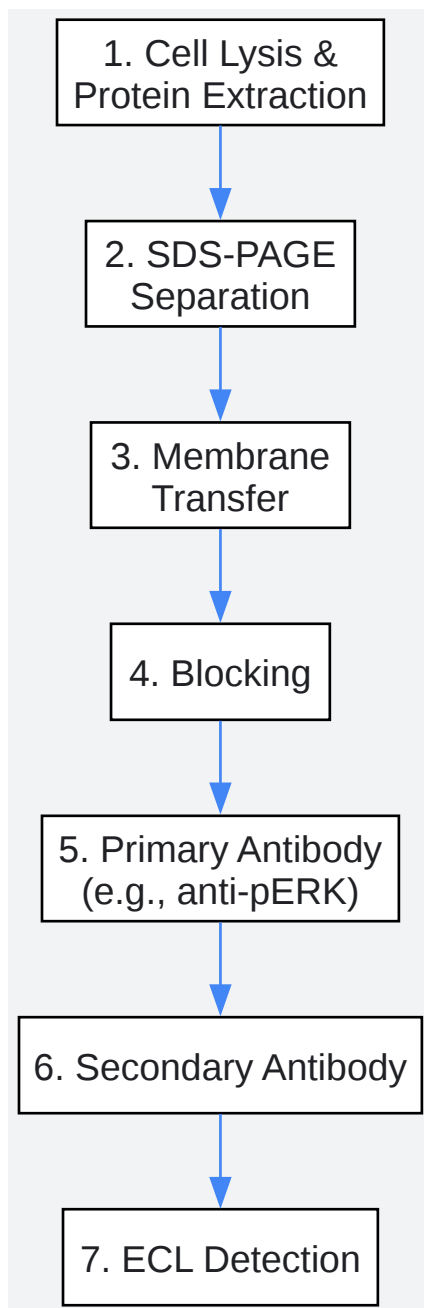 1. Cell Lysis &
Protein Extraction
2. SDS-PAGE
Separation
3. Membrane
Transfer
4. Blocking
5. Primary Antibody
(e.g., anti-pERK)
6. Secondary Antibody
7. ECL Detection